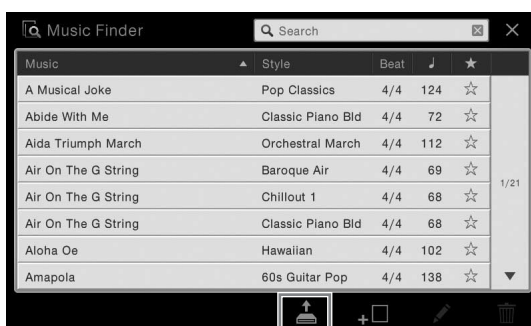 Music Finder Search
Music Style Beat
A Musical Joke Pop Classics 4/4 124
Abide With Me Classic Piano Bld 4/4 72
Aida Triumph March Orchestral March 4/4 112
Air On The G String Baroque Air 4/4 69
Air On The G String Chillout 1 4/4 68
Air On The G String Classic Piano Bld 4/4 68
Aloha Oe Hawaiian 4/4 102
Amapola 60s Guitar Pop 4/4 138
1/21